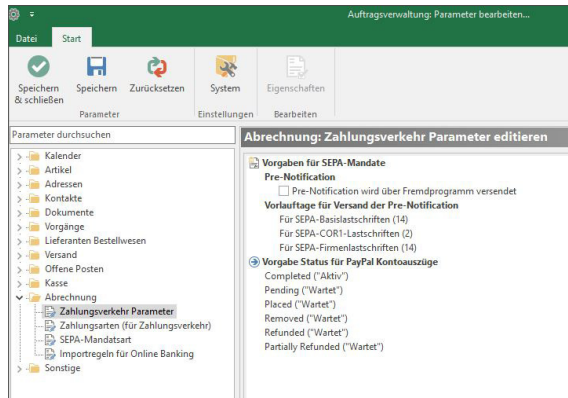 Auftragsverwaltung: Parameter bearbeiten...
Datei Start
Speichern & schließen
Speichern
Zurücksetzen
System
Eigenschaften
Parameter
Einstellungen
Bearbeiten
Parameter durchsuchen
Kalender
Artikel
Adressen
Kontakte
Dokumente
Vorgänge
Lieferanten Bestellwesen
Versand
Offene Posten
Kasse
Abrechnung
Zahlungsverkehr Parameter
Zahlungsarten (für Zahlungsverkehr)
SEPA-Mandatsart
Importregeln für Online Banking
Sonstige
Abrechnung: Zahlungsverkehr Parameter editieren
Vorgaben für SEPA-Mandate
Pre-Notification
Pre-Notification wird über Fremdprogramm versendet
Vorlauftage für Versand der Pre-Notification
Für SEPA-Basislastschriften (14)
Für SEPA-COR1-Lastschriften (2)
Für SEPA-Firmenlastschriften (14)
Vorgabe Status für PayPal Kontoauszüge
Completed ("Aktiv")
Pending ("Wartet")
Placed ("Wartet")
Removed ("Wartet")
Refunded ("Wartet")
Partially Refunded ("Wartet")